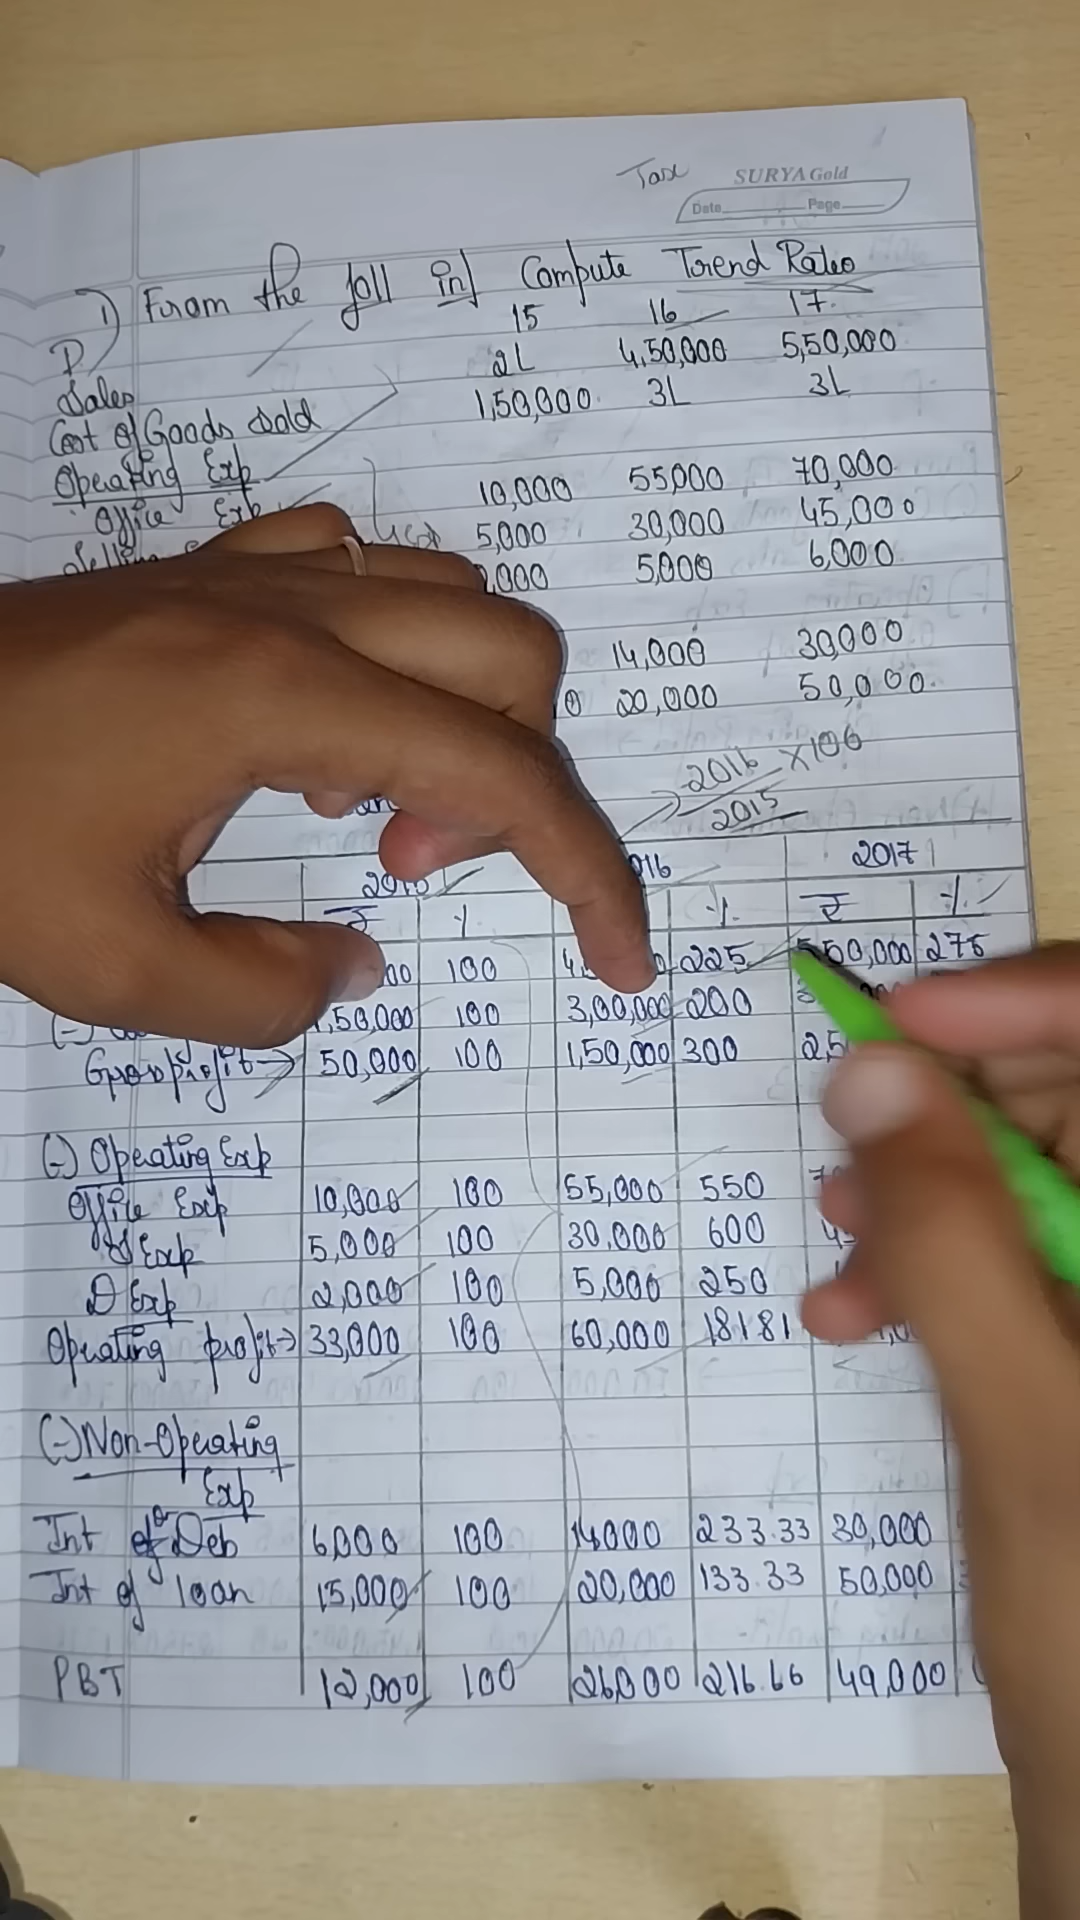 Tax SURYA Gold
Date Page
1) From the foll inf Compute Trend Ratio
P 15 16 17
Sales 2L 4,50,000 5,50,000
Cost Of Goods Sold 1,50,000 3L 3L
Operating Exp
Office Exp 10,000 55,000 70,000
5,000 30,000 45,000
5,000 6,000
14,000 30,000
20,000 50,000
2016 × 100
2015
2017
₹ % % ₹ %
100 225 5,50,000 275
1,50,000 100 3,00,000 200
Gross profit → 50,000 100 1,50,000 300
(-) Operating Exp
Office Exp 10,000 100 55,000 550
S Exp 5,000 100 30,000 600
D Exp 2,000 100 5,000 250
Operating profit → 33,000 100 60,000 181.81
(-) Non-Operating
Exp
Int of Deb 6,000 100 14000 233.33 30,000
Int of loan 15,000 100 20,000 133.33 50,000
PBT 12,000 100 26,000 216.66 49,000